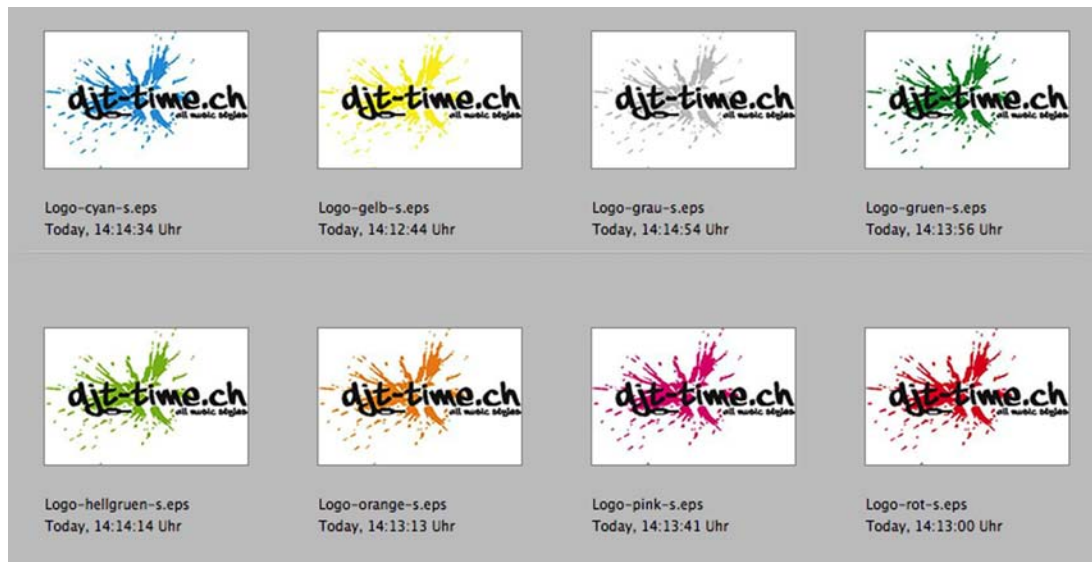 djt-time.ch
all music styles
djt-time.ch
all music styles
djt-time.ch
all music styles
djt-time.ch
all music styles
Logo-cyan-s.eps
Today, 14:14:34 Uhr
Logo-gelb-s.eps
Today, 14:12:44 Uhr
Logo-grau-s.eps
Today, 14:14:54 Uhr
Logo-gruen-s.eps
Today, 14:13:56 Uhr
djt-time.ch
all music styles
djt-time.ch
all music styles
djt-time.ch
all music styles
djt-time.ch
all music styles
Logo-hellgruen-s.eps
Today, 14:14:14 Uhr
Logo-orange-s.eps
Today, 14:13:13 Uhr
Logo-pink-s.eps
Today, 14:13:41 Uhr
Logo-rot-s.eps
Today, 14:13:00 Uhr